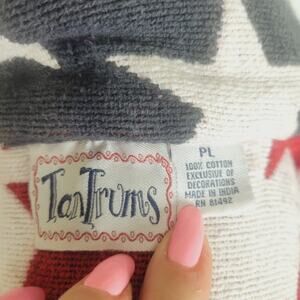 TanTrums
PL
100% COTTON
EXCLUSIVE OF
DECORATIONS
MADE IN INDIA
RN 81492